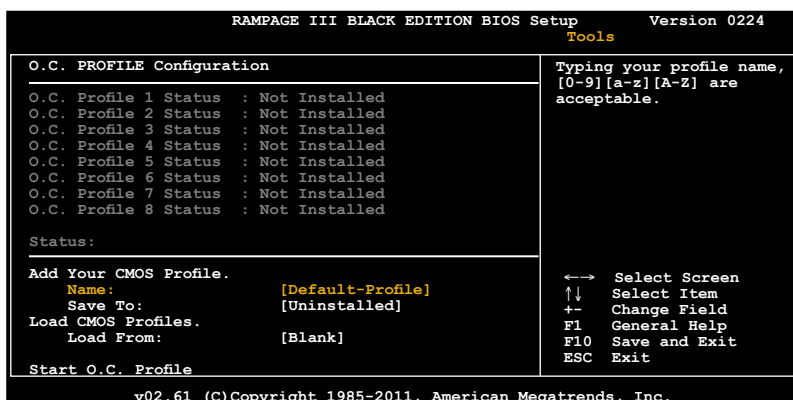 RAMPAGE III BLACK EDITION BIOS Setup Version 0224
Tools
O.C. PROFILE Configuration
O.C. Profile 1 Status : Not Installed
O.C. Profile 2 Status : Not Installed
O.C. Profile 3 Status : Not Installed
O.C. Profile 4 Status : Not Installed
O.C. Profile 5 Status : Not Installed
O.C. Profile 6 Status : Not Installed
O.C. Profile 7 Status : Not Installed
O.C. Profile 8 Status : Not Installed
Status:
Add Your CMOS Profile.
Name: [Default-Profile]
Save To: [Uninstalled]
Load CMOS Profiles.
Load From: [Blank]
Start O.C. Profile
Typing your profile name,
[0-9][a-z][A-Z] are
acceptable.
←→ Select Screen
↑↓ Select Item
+- Change Field
F1 General Help
F10 Save and Exit
ESC Exit
v02.61 (C)Copyright 1985-2011, American Megatrends, Inc.